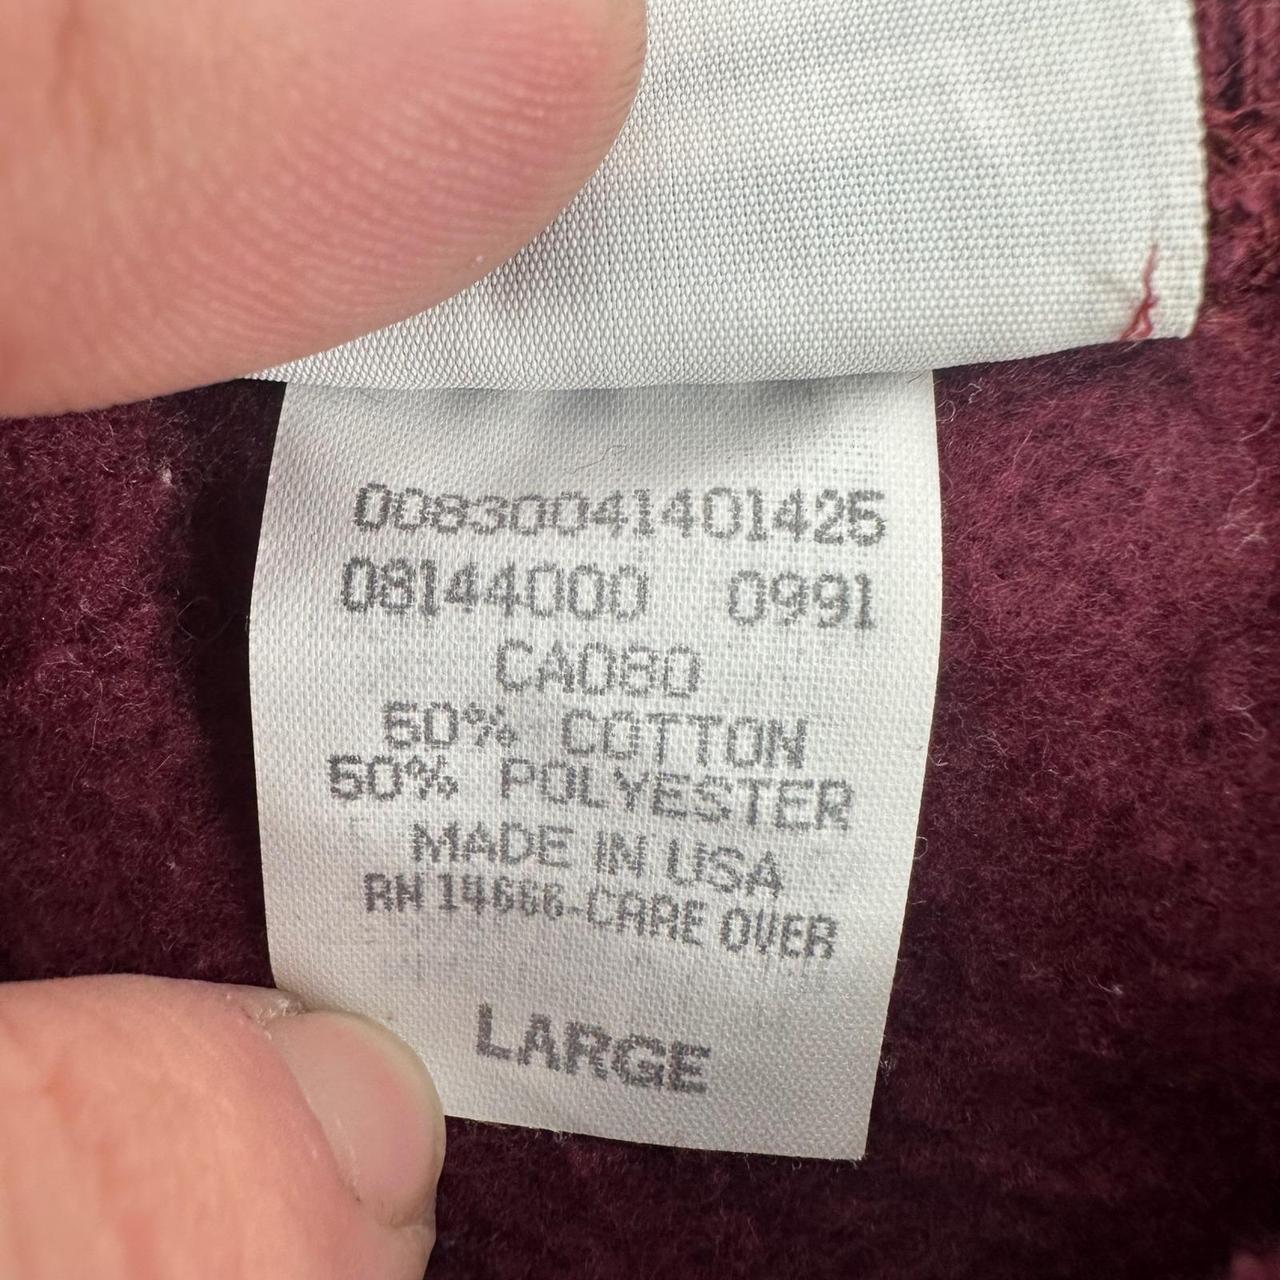 00830041401425
08144000 0991
CA080
50% COTTON
50% POLYESTER
MADE IN USA
RN 14666-CARE OVER
LARGE